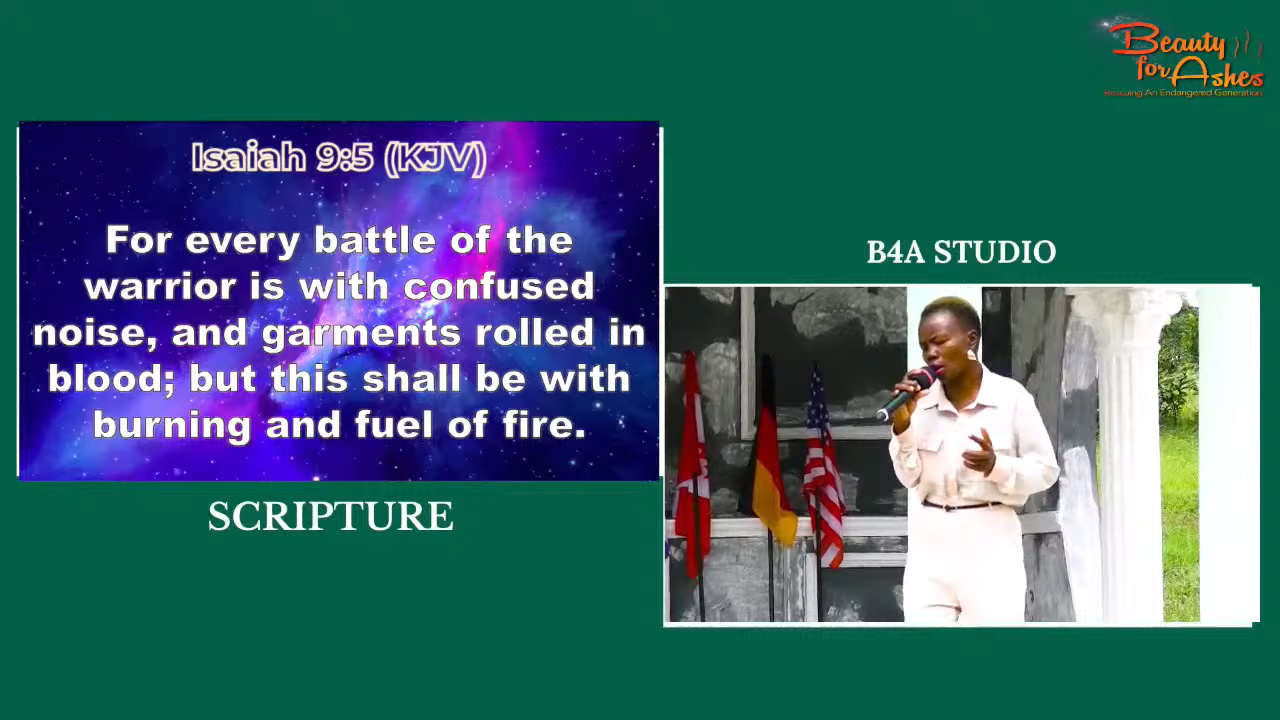 Beauty
for Ashes
Rescuing An Endangered Generation
Isaiah 9:5 (KJV)
For every battle of the
warrior is with confused
noise, and garments rolled in
blood; but this shall be with
burning and fuel of fire.
SCRIPTURE
B4A STUDIO